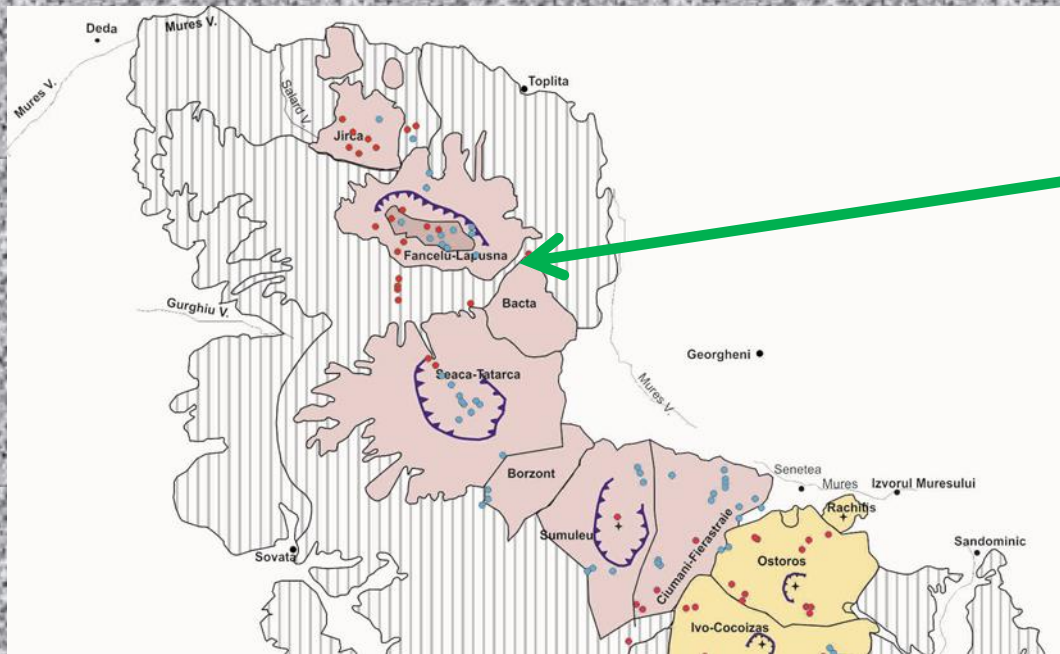 Deda
Mures V.
Mures V.
Salard V.
Toplita
Jirca
Fancelu-Lapusna
Bacta
Gurghiu V.
Georgheni
Seaca-Tatarca
Mures V.
Borzont
Senetea
Mures
Izvorul Muresului
Rachitis
Sumuleu
Ciumani-Fierastraie
Sandominic
Sovata
Ostoros
Ivo-Cocoizas